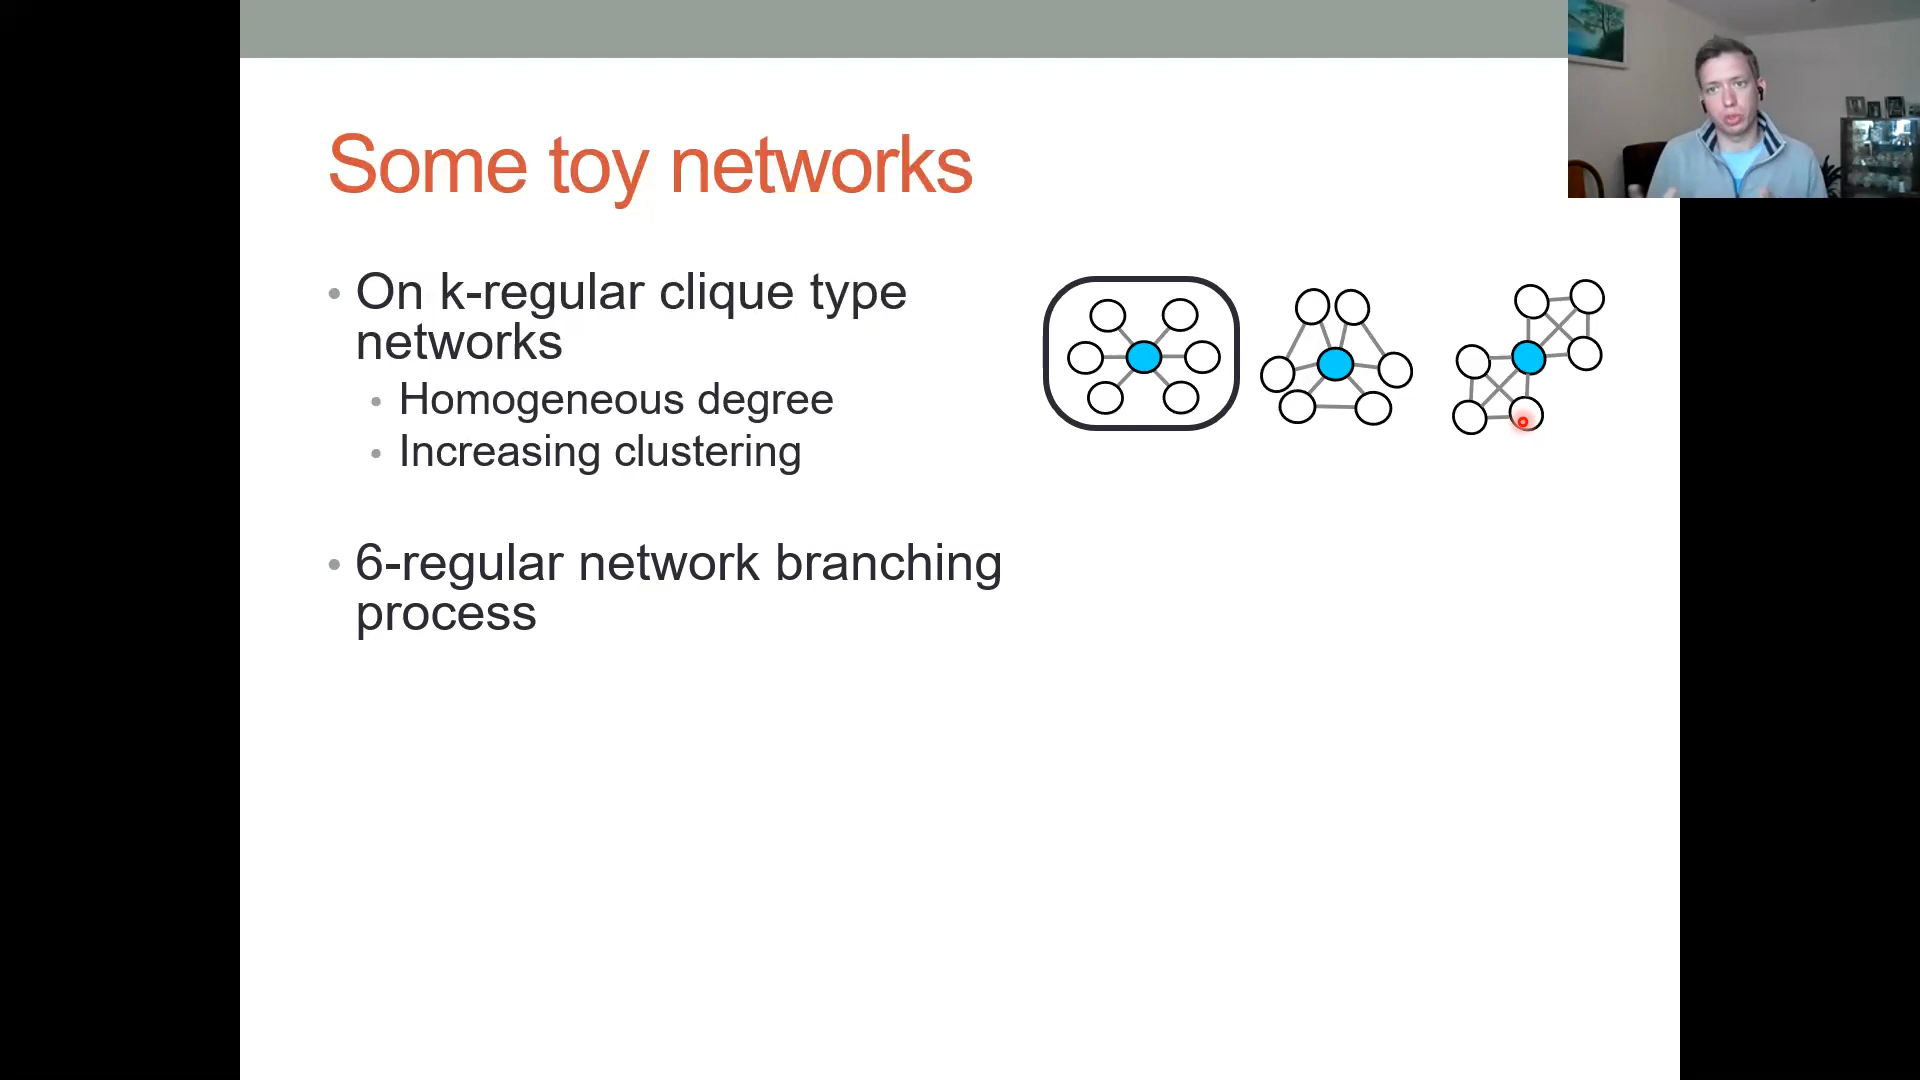 Some toy networks
• On k-regular clique type
networks
• Homogeneous degree
• Increasing clustering
• 6-regular network branching
process